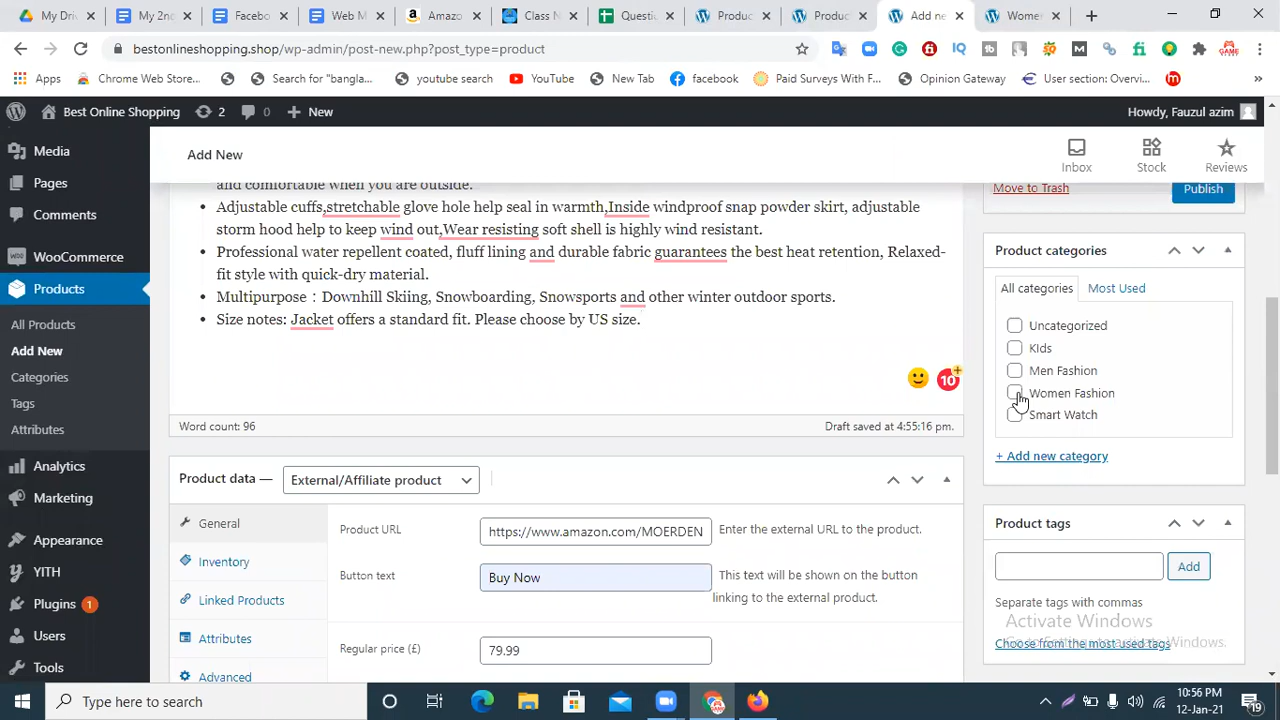 My Driv
My 2nd
Facebo
Web M
Amazo
Class N
Questi
Produc
Produc
Add ne
Wome
bestonlineshopping.shop/wp-admin/post-new.php?post_type=product
Apps
Chrome Web Store...
Search for "bangla...
youtube search
YouTube
New Tab
facebook
Paid Surveys With F...
Opinion Gateway
User section: Overvi...
Best Online Shopping
2
0
New
Howdy, Fauzul azim
Media
Pages
Comments
WooCommerce
Products
All Products
Add New
Categories
Tags
Attributes
Analytics
Marketing
Appearance
YITH
Plugins 1
Users
Tools
Add New
Inbox
Stock
Reviews
and comfortable when you are outside.
• Adjustable cuffs,stretchable glove hole help seal in warmth,Inside windproof snap powder skirt, adjustable
storm hood help to keep wind out,Wear resisting soft shell is highly wind resistant.
• Professional water repellent coated, fluff lining and durable fabric guarantees the best heat retention, Relaxed-
fit style with quick-dry material.
• Multipurpose：Downhill Skiing, Snowboarding, Snowsports and other winter outdoor sports.
• Size notes: Jacket offers a standard fit. Please choose by US size.
10
Word count: 96
Draft saved at 4:55:16 pm.
Product data — External/Affiliate product
General
Inventory
Linked Products
Attributes
Advanced
Product URL
https://www.amazon.com/MOERDEN
Enter the external URL to the product.
Button text
Buy Now
This text will be shown on the button
linking to the external product.
Regular price (£)
79.99
Move to Trash
Publish
Product categories
All categories
Most Used
Uncategorized
KIds
Men Fashion
Women Fashion
Smart Watch
+ Add new category
Product tags
Add
Separate tags with commas
Activate Windows
Go to Settings to activate Windows.
Choose from the most used tags
Type here to search
10:56 PM
12-Jan-21
19